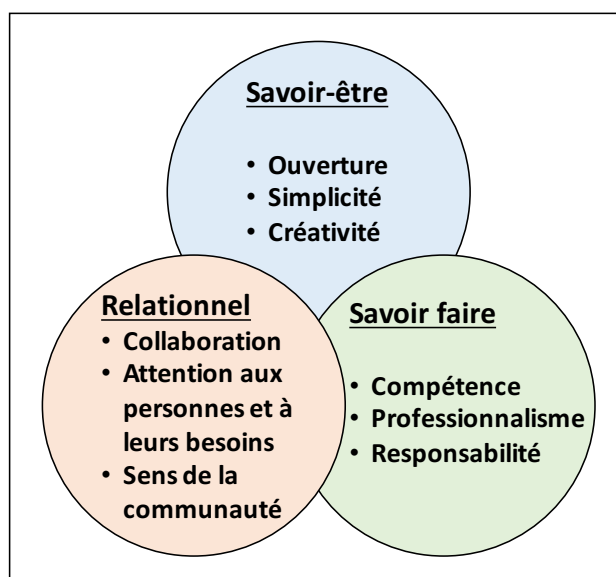 Savoir-être
• Ouverture
• Simplicité
• Créativité
Relationnel
• Collaboration
• Attention aux
personnes et à
leurs besoins
• Sens de la
communauté
Savoir faire
• Compétence
• Professionnalisme
• Responsabilité